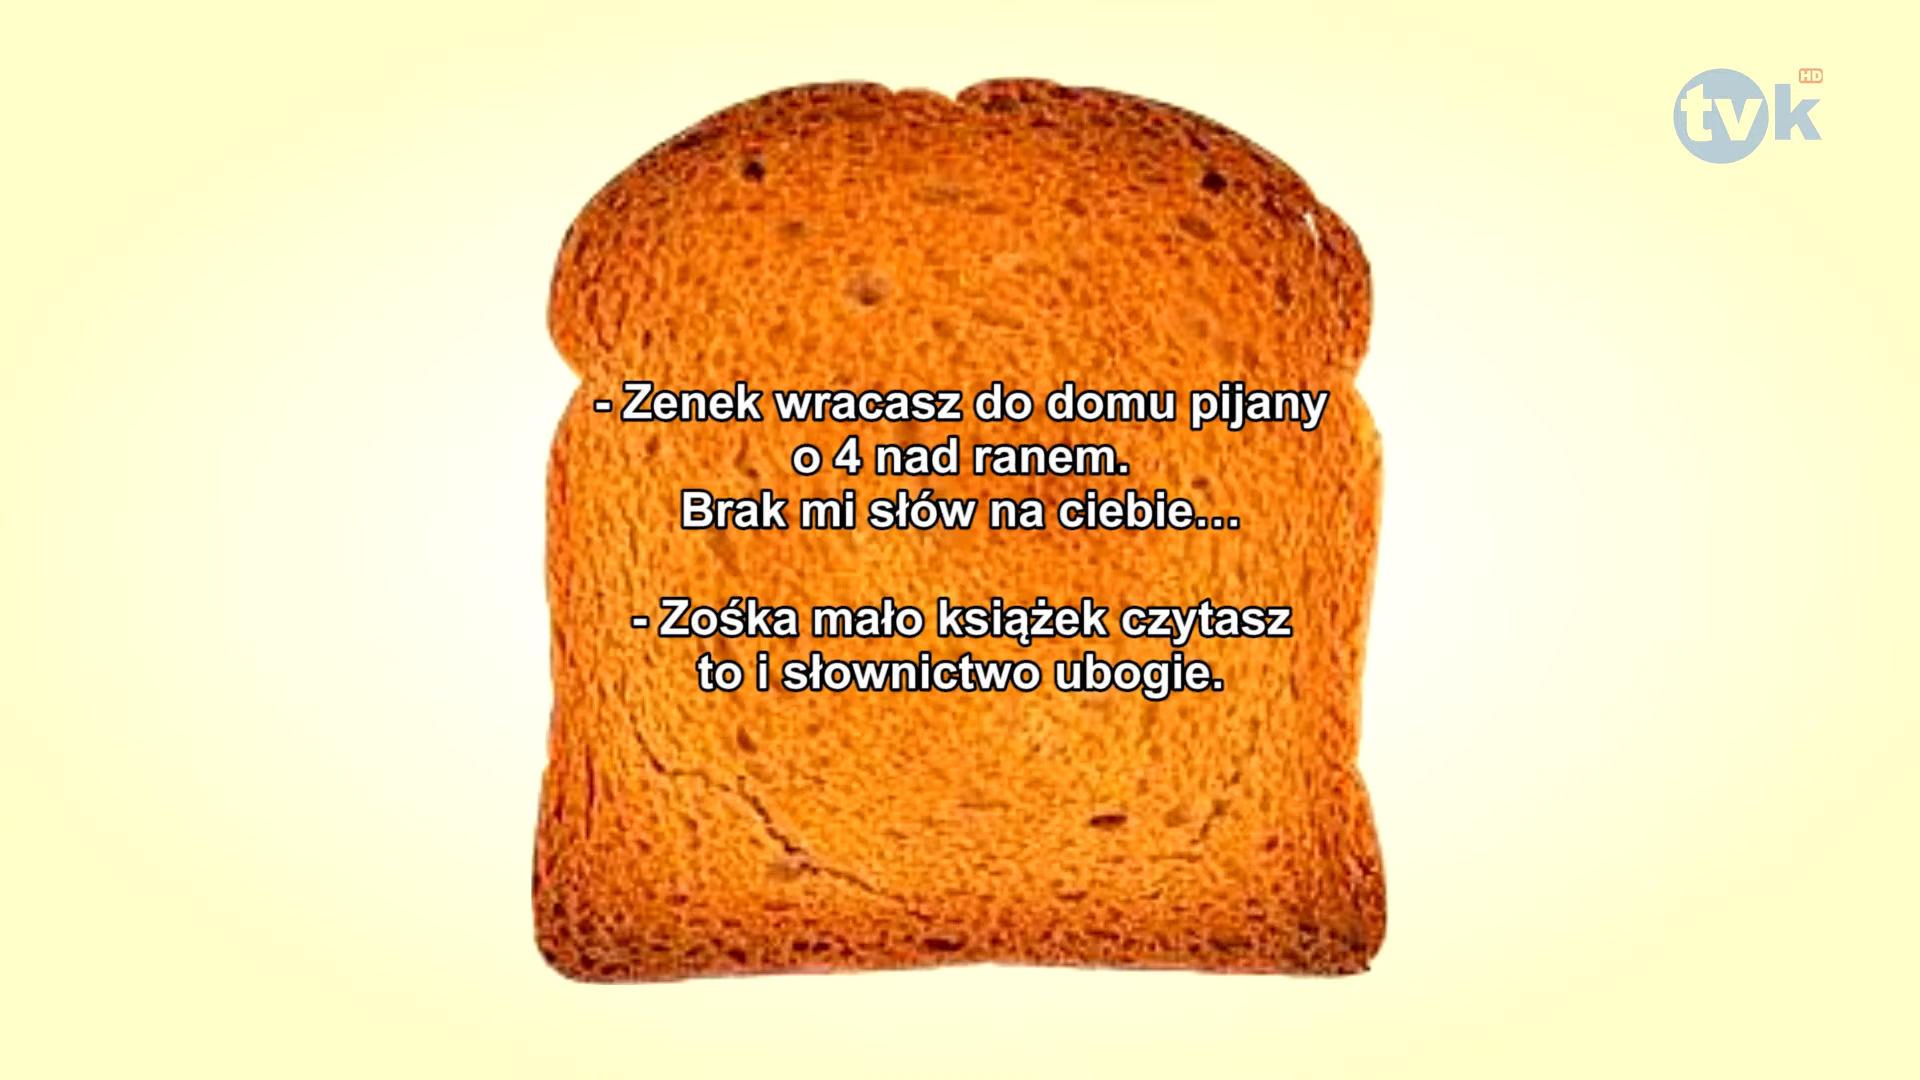 tvk HD
- Zenek wracasz do domu pijany
o 4 nad ranem.
Brak mi słów na ciebie...
- Zośka mało książek czytasz
to i słownictwo ubogie.